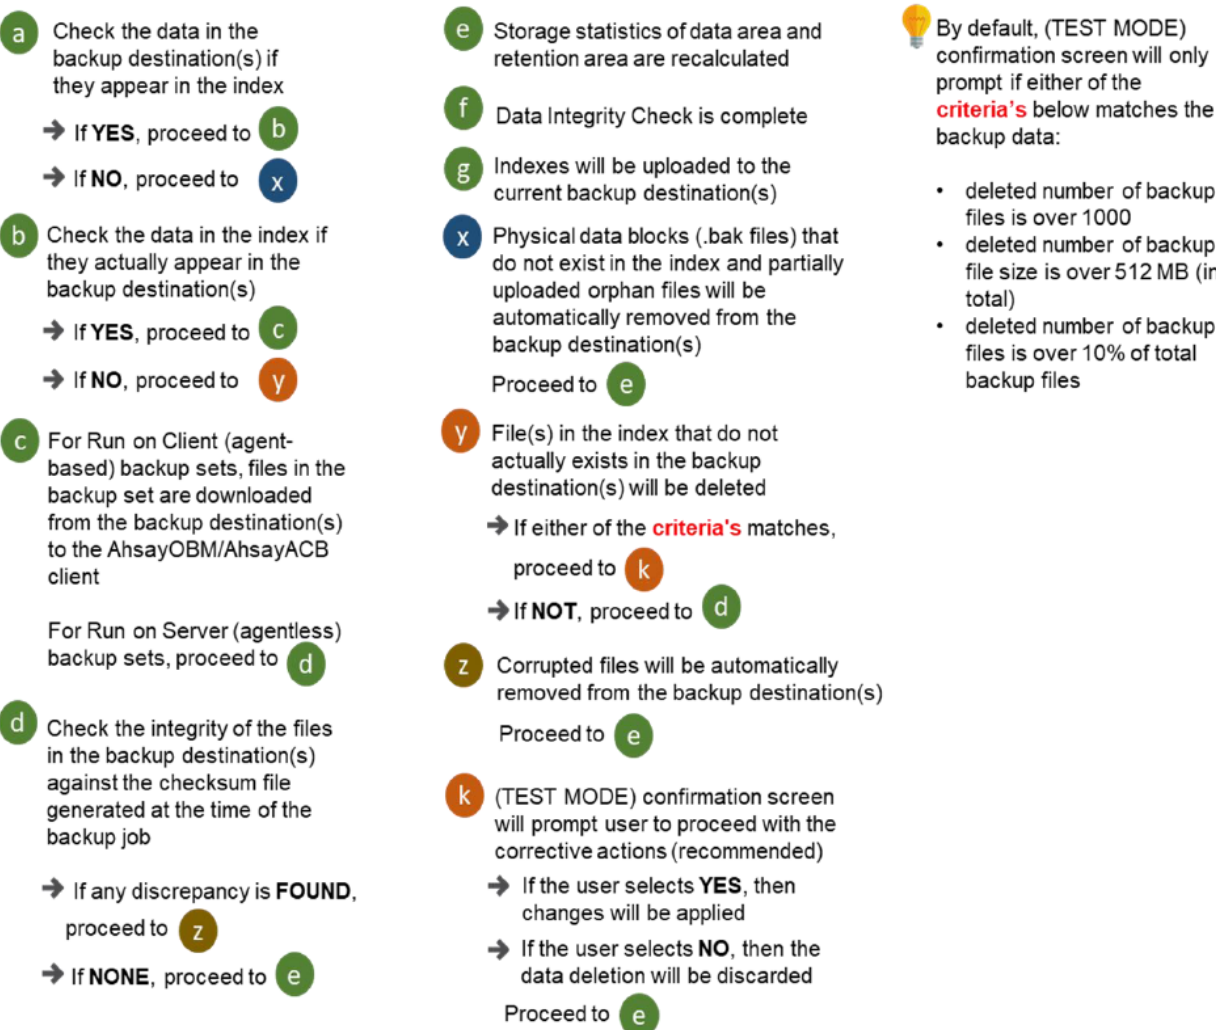 a Check the data in the
backup destination(s) if
they appear in the index
➔ If YES, proceed to b
➔ If NO, proceed to x
b Check the data in the index if
they actually appear in the
backup destination(s)
➔ If YES, proceed to c
➔ If NO, proceed to y
c For Run on Client (agent-
based) backup sets, files in the
backup set are downloaded
from the backup destination(s)
to the AhsayOBM/AhsayACB
client
For Run on Server (agentless)
backup sets, proceed to d
d Check the integrity of the files
in the backup destination(s)
against the checksum file
generated at the time of the
backup job
➔ If any discrepancy is FOUND,
proceed to z
➔ If NONE, proceed to e
e Storage statistics of data area and
retention area are recalculated
f Data Integrity Check is complete
g Indexes will be uploaded to the
current backup destination(s)
x Physical data blocks (.bak files) that
do not exist in the index and partially
uploaded orphan files will be
automatically removed from the
backup destination(s)
Proceed to e
y File(s) in the index that do not
actually exists in the backup
destination(s) will be deleted
➔ If either of the criteria's matches,
proceed to k
➔ If NOT, proceed to d
z Corrupted files will be automatically
removed from the backup destination(s)
Proceed to e
k (TEST MODE) confirmation screen
will prompt user to proceed with the
corrective actions (recommended)
➔ If the user selects YES, then
changes will be applied
➔ If the user selects NO, then the
data deletion will be discarded
Proceed to e
By default, (TEST MODE)
confirmation screen will only
prompt if either of the
criteria's below matches the
backup data:
• deleted number of backup
files is over 1000
• deleted number of backup
file size is over 512 MB (in
total)
• deleted number of backup
files is over 10% of total
backup files